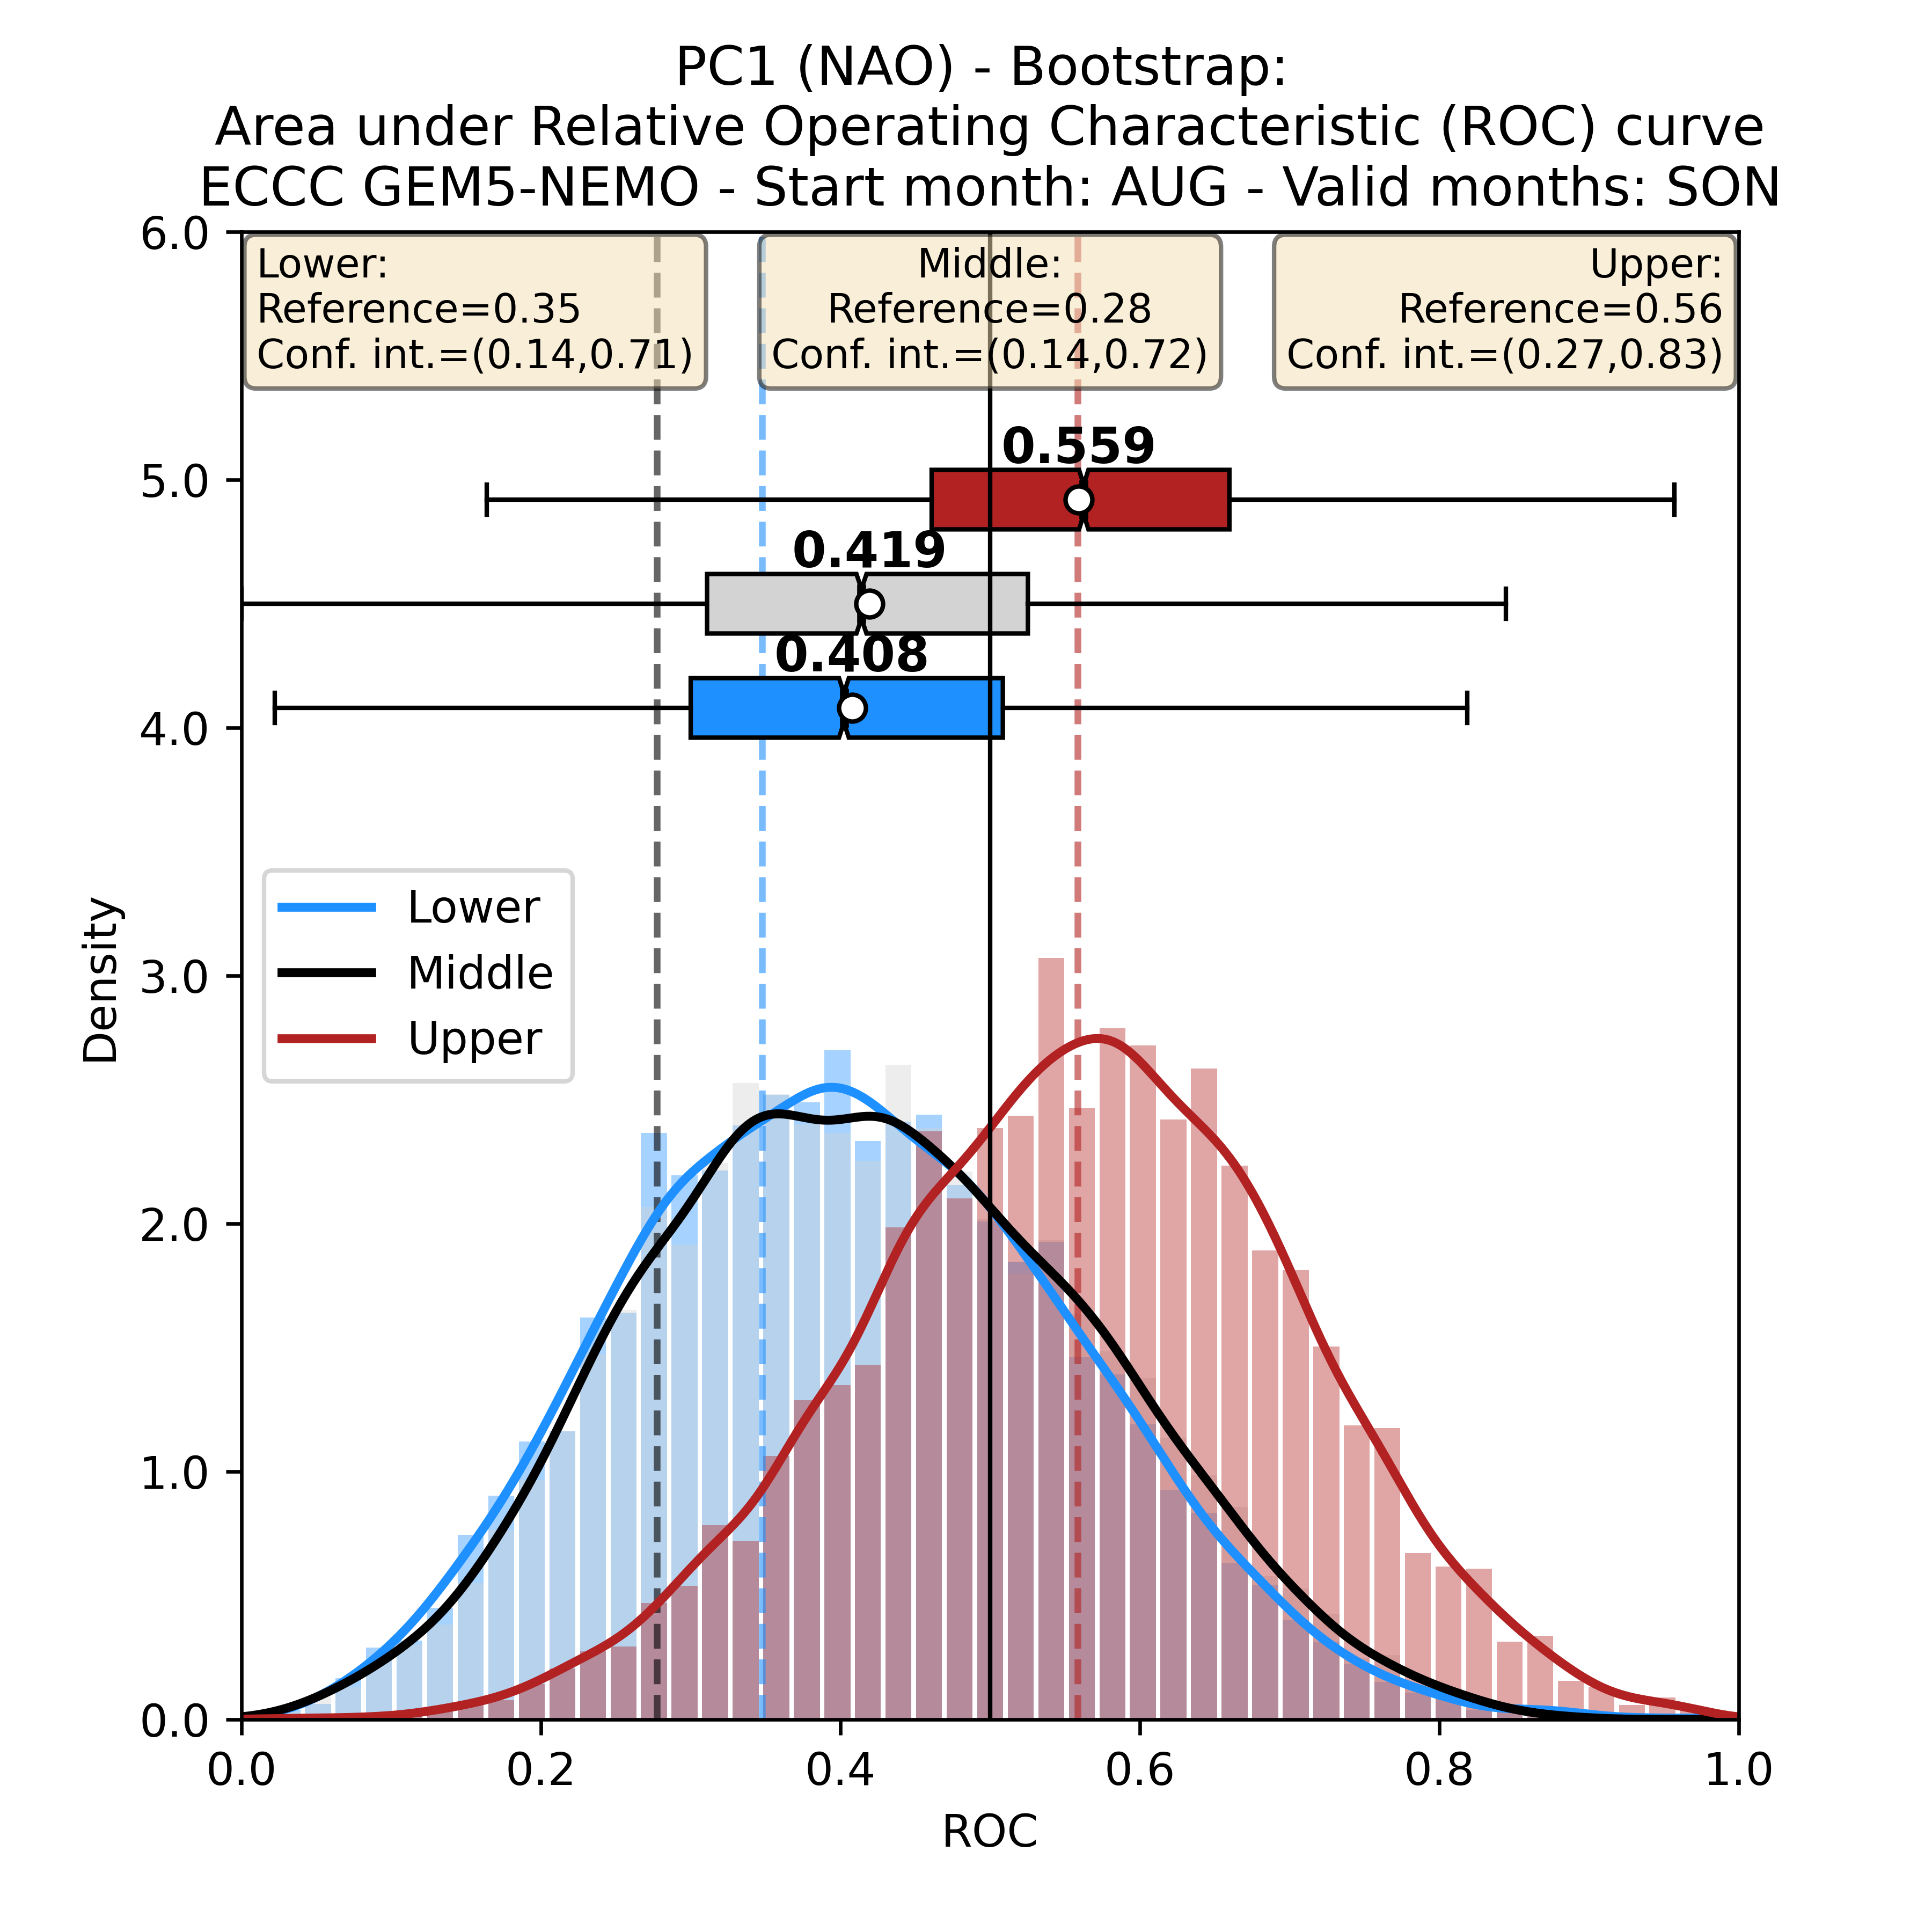 PC1 (NAO) - Bootstrap:
Area under Relative Operating Characteristic (ROC) curve
ECCC GEM5-NEMO - Start month: AUG - Valid months: SON
Lower:
Reference=0.35
Conf. int.=(0.14,0.71)
Middle:
Reference=0.28
Conf. int.=(0.14,0.72)
Upper:
Reference=0.56
Conf. int.=(0.27,0.83)
0.559
0.419
0.408
Lower
Middle
Upper
Density
6.0
5.0
4.0
3.0
2.0
1.0
0.0
0.0 0.2 0.4 0.6 0.8 1.0
ROC